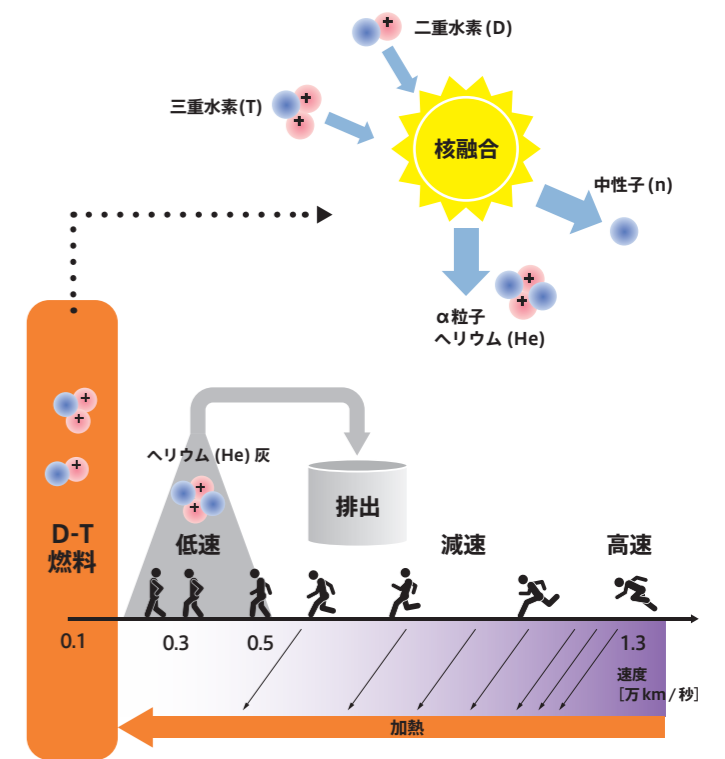 二重水素(D)
三重水素(T)
核融合
中性子(n)
α粒子
ヘリウム (He)
ヘリウム (He) 灰
排出
D-T
燃料
低速
減速
高速
0.1
0.3
0.5
1.3
速度
[万 km / 秒]
加熱
+
+
+
+
+
+
+
+
+
+